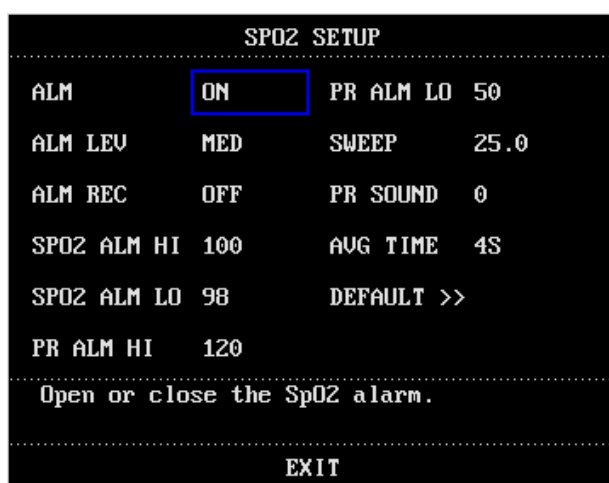 SPO2 SETUP
ALM ON PR ALM LO 50
ALM LEV MED SWEEP 25.0
ALM REC OFF PR SOUND 0
SPO2 ALM HI 100 AVG TIME 4S
SPO2 ALM LO 98 DEFAULT >>
PR ALM HI 120
Open or close the SpO2 alarm.
EXIT